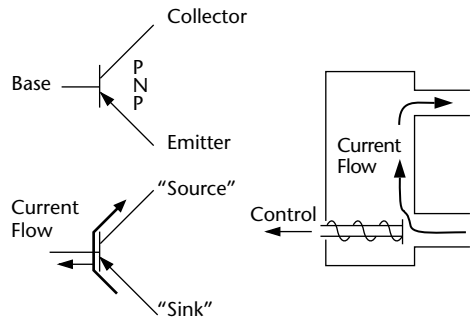 Collector
Base
P
N
P
Emitter
Current
Flow
"Source"
"Sink"
Current
Flow
Control